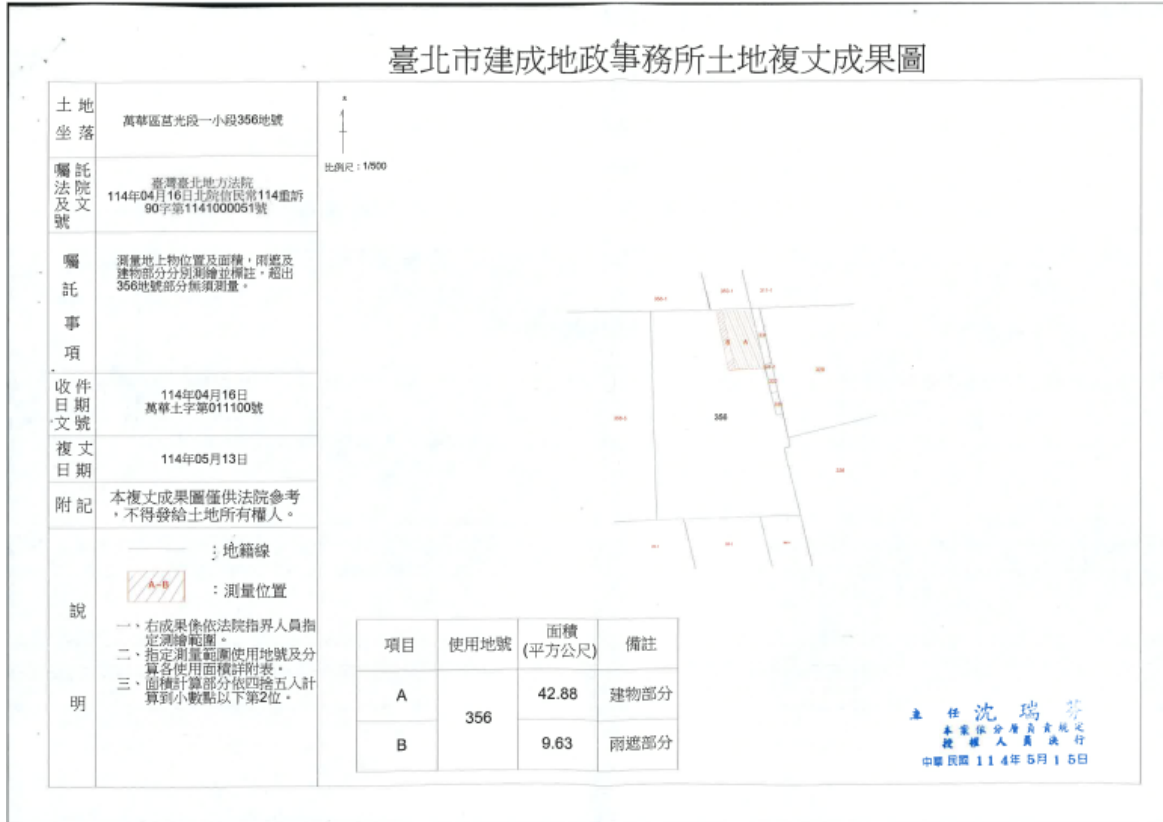 臺北市建成地政事務所土地複丈成果圖
土地坐落
萬華區莒光段一小段356地號
囑託法院及文號
臺灣臺北地方法院
114年04月16日北院信民常114重訴
90字第1141000051號
囑託事項
測量地上物位置及面積，雨遮及
建物部分分別測繪並標註，超出
356地號部分無須測量。
收件日期文號
114年04月16日
萬華土字第011100號
複丈日期
114年05月13日
附記
本複丈成果圖僅供法院參考
，不得發給土地所有權人。
說明
：地籍線
A-B
：測量位置
一、右成果係依法院指界人員指
定測繪範圍。
二、指定測量範圍使用地號及分
算各使用面積詳附表。
三、面積計算部分依四捨五入計
算到小數點以下第2位。
比例尺：1/500
B
A
356
項目 使用地號 面積(平方公尺) 備註
A 356 42.88 建物部分
B 9.63 雨遮部分
主任 沈瑞芬
本案依分層負責規定
授權人員決行
中華民國114年5月15日